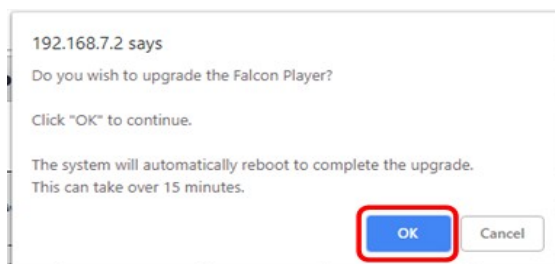 192.168.7.2 says
Do you wish to upgrade the Falcon Player?
Click "OK" to continue.
The system will automatically reboot to complete the upgrade.
This can take over 15 minutes.
OK
Cancel